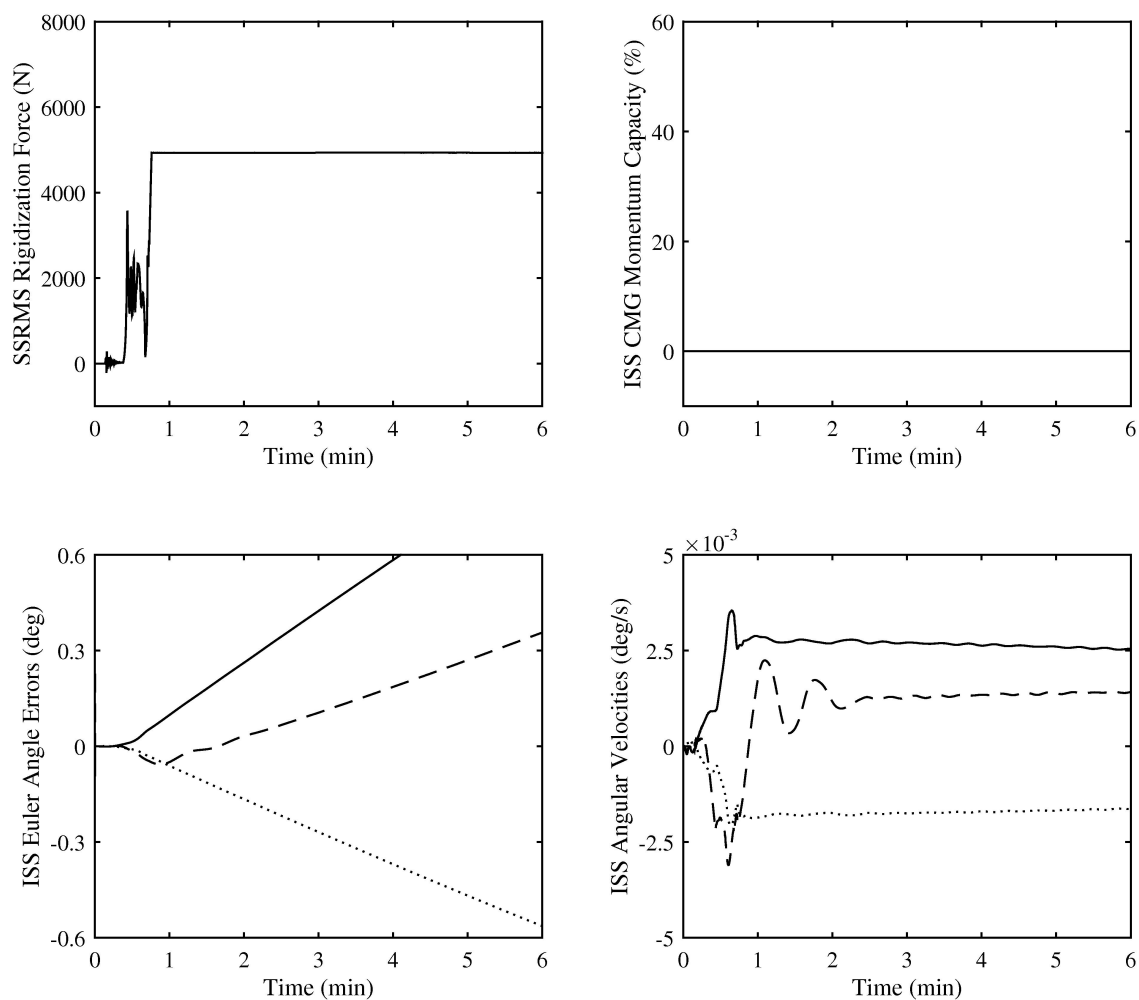 SSRMS Rigidization Force (N)
8000
6000
4000
2000
0
0 1 2 3 4 5 6
Time (min)
ISS CMG Momentum Capacity (%)
60
40
20
0
0 1 2 3 4 5 6
Time (min)
ISS Euler Angle Errors (deg)
0.6
0.3
0
-0.3
-0.6
0 1 2 3 4 5 6
Time (min)
ISS Angular Velocities (deg/s)
×10-3
5
2.5
0
-2.5
-5
0 1 2 3 4 5 6
Time (min)